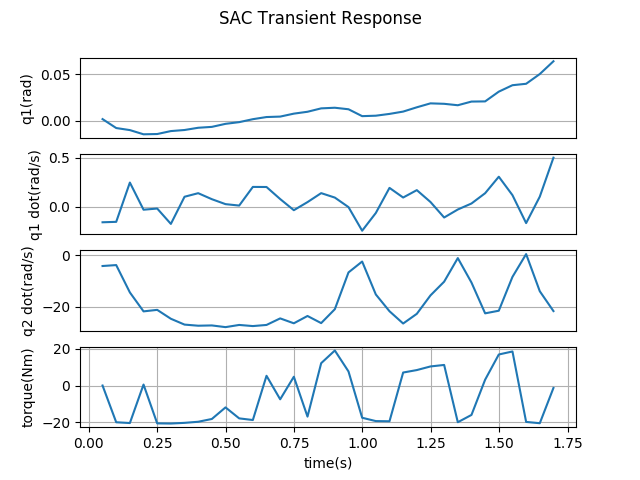 SAC Transient Response
q1(rad)
0.05
0.00
q1 dot(rad/s)
0.5
0.0
q2 dot(rad/s)
0
−20
torque(Nm)
20
0
−20
0.00 0.25 0.50 0.75 1.00 1.25 1.50 1.75
time(s)